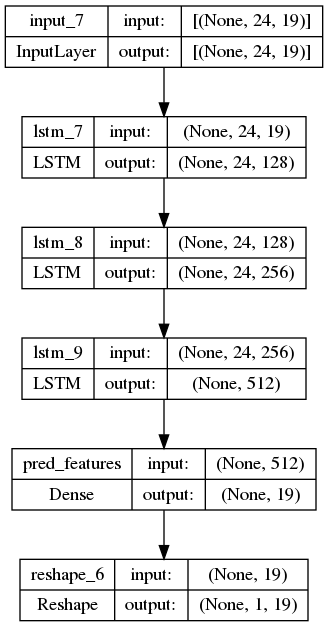 input_7 input: [(None, 24, 19)]
InputLayer output: [(None, 24, 19)]
lstm_7 input: (None, 24, 19)
LSTM output: (None, 24, 128)
lstm_8 input: (None, 24, 128)
LSTM output: (None, 24, 256)
lstm_9 input: (None, 24, 256)
LSTM output: (None, 512)
pred_features input: (None, 512)
Dense output: (None, 19)
reshape_6 input: (None, 19)
Reshape output: (None, 1, 19)